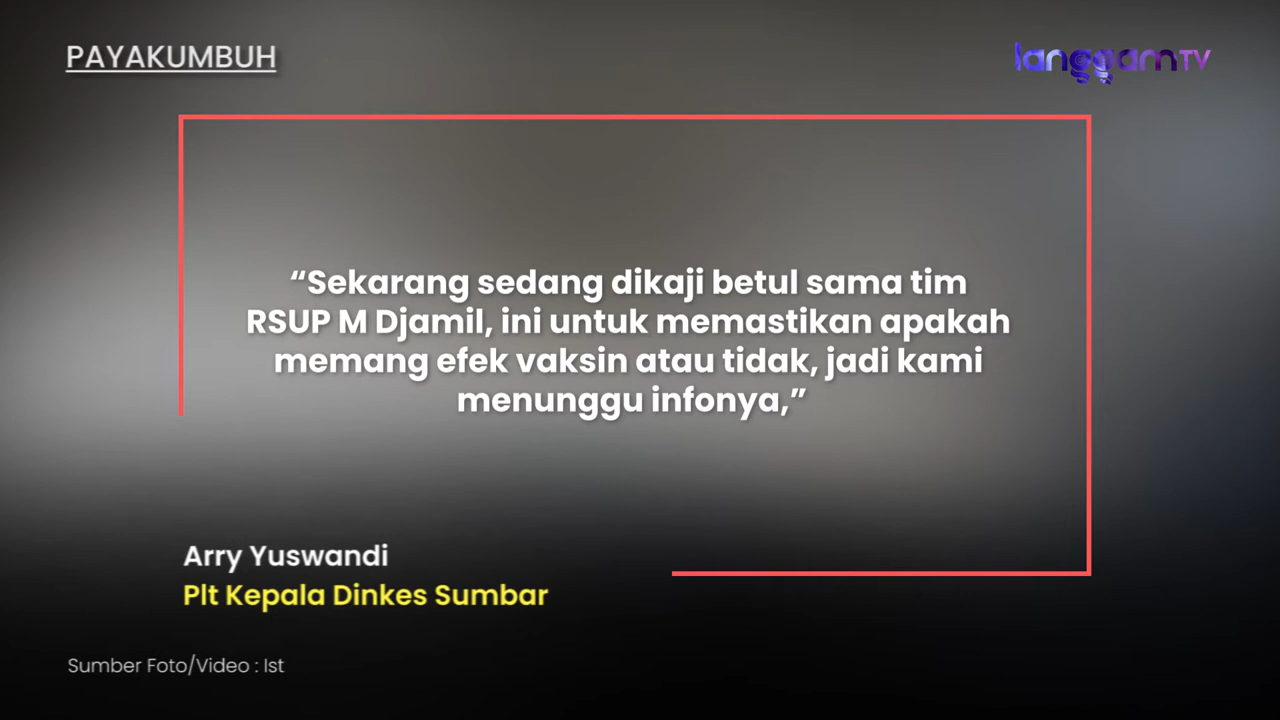 PAYAKUMBUH
langgamTV
“Sekarang sedang dikaji betul sama tim
RSUP M Djamil, ini untuk memastikan apakah
memang efek vaksin atau tidak, jadi kami
menunggu infonya,”
Arry Yuswandi
Plt Kepala Dinkes Sumbar
Sumber Foto/Video : Ist